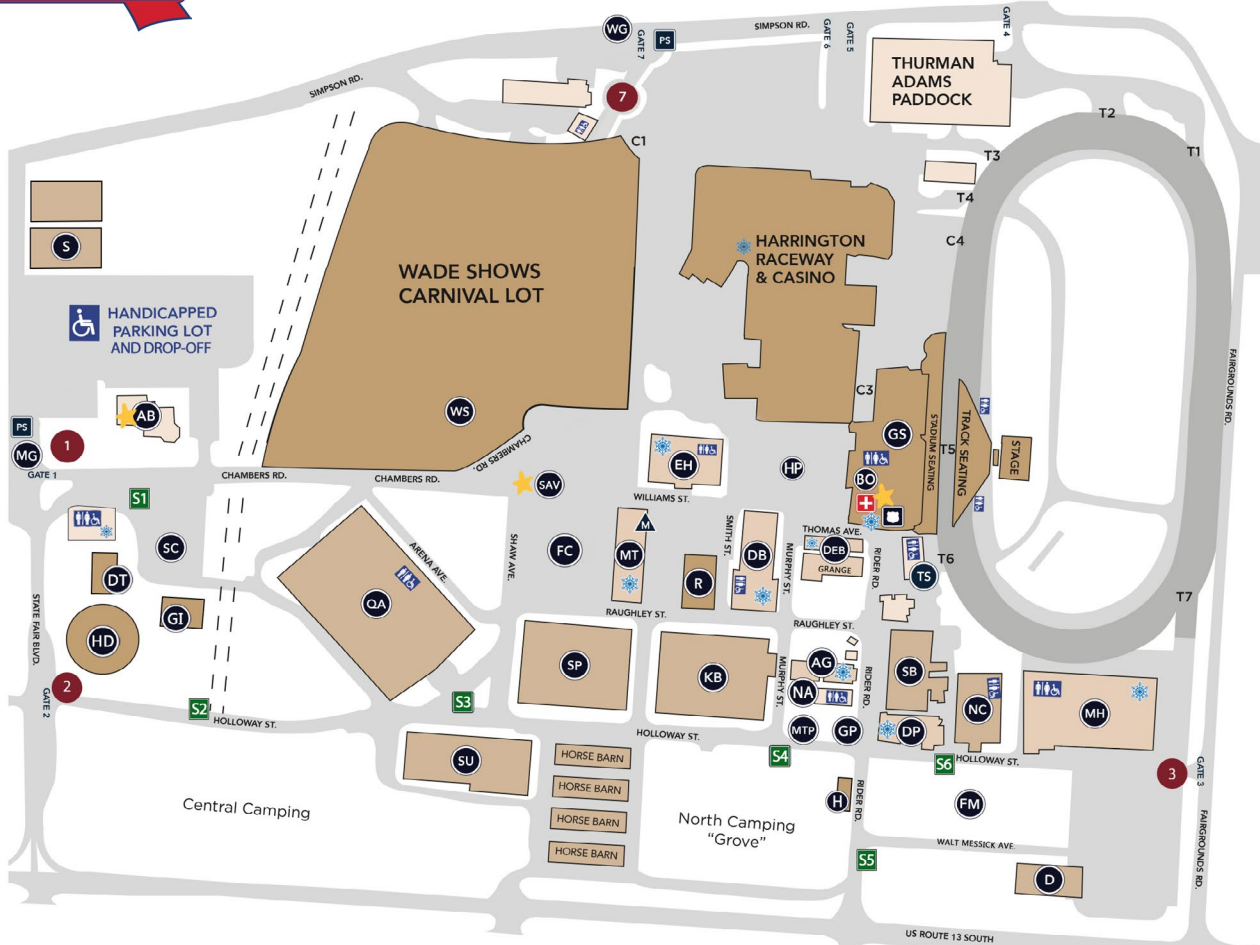 WG
GATE 7
PS
SIMPSON RD.
GATE 6
GATE 5
GATE 4
SIMPSON RD.
7
THURMAN
ADAMS
PADDOCK
C1
T2
T1
T3
T4
C4
S
HARRINGTON
RACEWAY
& CASINO
WADE SHOWS
CARNIVAL LOT
HANDICAPPED
PARKING LOT
AND DROP-OFF
FAIRGROUNDS RD.
C3
AB
WS
PS
MG
1
GATE 1
GS
STADIUM SEATING
T5
TRACK SEATING
STAGE
CHAMBERS RD.
CHAMBERS RD.
CHAMBERS RD.
EH
HP
BO
S1
SAV
WILLIAMS ST.
M
SMITH ST.
THOMAS AVE.
SC
ARENA AVE.
SHAW AVE.
FC
MT
DB
MURPHY ST.
DEB
GRANGE
RIDER RD.
T6
TS
DT
R
QA
GI
RAUGHLEY ST.
RAUGHLEY ST.
T7
STATE FAIR BLVD.
HD
SP
KB
MURPHY ST.
AG
NA
RIDER RD.
SB
2
GATE 2
S2
S3
NC
MH
HOLLOWAY ST.
HOLLOWAY ST.
MTP
GP
DP
S4
S6
HOLLOWAY ST.
3
GATE 3
SU
HORSE BARN
HORSE BARN
HORSE BARN
HORSE BARN
Central Camping
North Camping
"Grove"
H
RIDER RD.
FM
FAIRGROUNDS RD.
WALT MESSICK AVE.
S5
D
US ROUTE 13 SOUTH